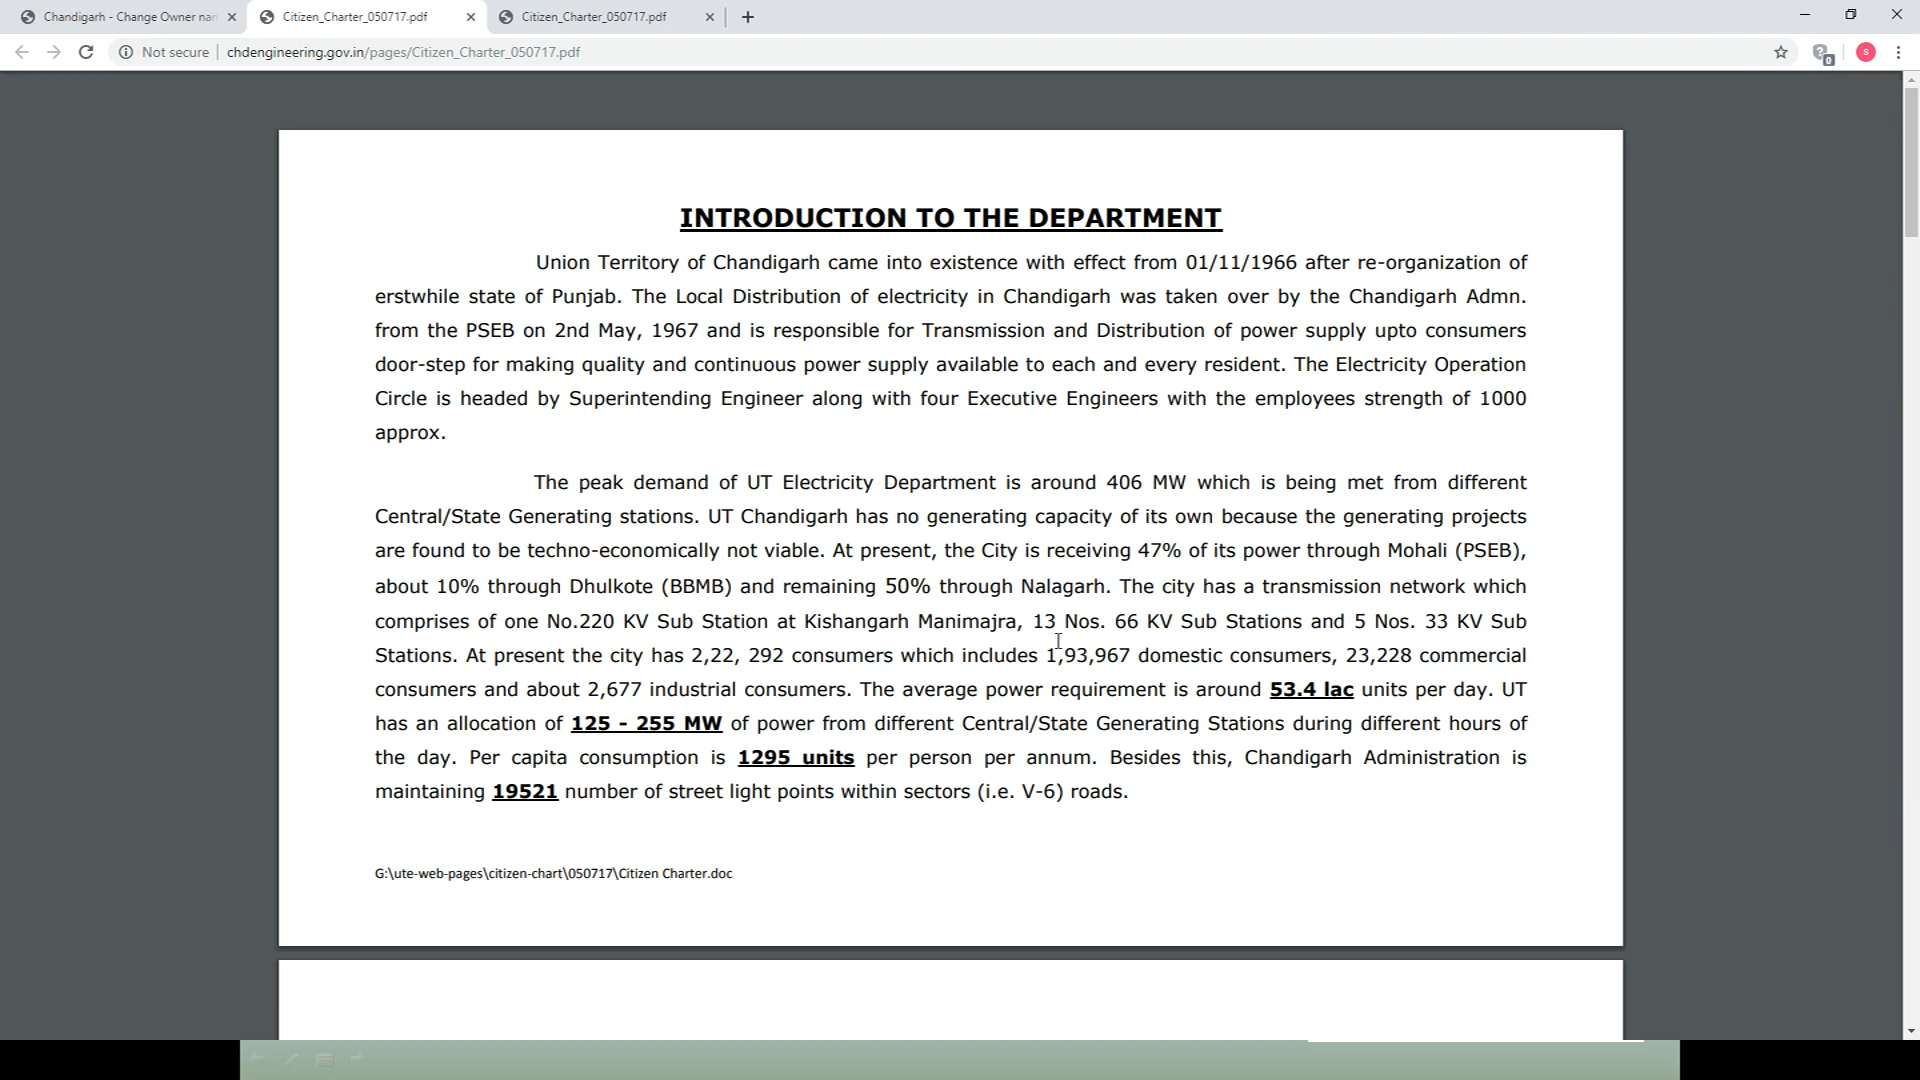 Chandigarh - Change Owner nan
Citizen_Charter_050717.pdf
Citizen_Charter_050717.pdf
Not secure
chdengineering.gov.in/pages/Citizen_Charter_050717.pdf
0
s
INTRODUCTION TO THE DEPARTMENT
Union Territory of Chandigarh came into existence with effect from 01/11/1966 after re-organization of
erstwhile state of Punjab. The Local Distribution of electricity in Chandigarh was taken over by the Chandigarh Admn.
from the PSEB on 2nd May, 1967 and is responsible for Transmission and Distribution of power supply upto consumers
door-step for making quality and continuous power supply available to each and every resident. The Electricity Operation
Circle is headed by Superintending Engineer along with four Executive Engineers with the employees strength of 1000
approx.
The peak demand of UT Electricity Department is around 406 MW which is being met from different
Central/State Generating stations. UT Chandigarh has no generating capacity of its own because the generating projects
are found to be techno-economically not viable. At present, the City is receiving 47% of its power through Mohali (PSEB),
about 10% through Dhulkote (BBMB) and remaining 50% through Nalagarh. The city has a transmission network which
comprises of one No.220 KV Sub Station at Kishangarh Manimajra, 13 Nos. 66 KV Sub Stations and 5 Nos. 33 KV Sub
Stations. At present the city has 2,22, 292 consumers which includes 1,93,967 domestic consumers, 23,228 commercial
consumers and about 2,677 industrial consumers. The average power requirement is around 53.4 lac units per day. UT
has an allocation of 125 - 255 MW of power from different Central/State Generating Stations during different hours of
the day. Per capita consumption is 1295 units per person per annum. Besides this, Chandigarh Administration is
maintaining 19521 number of street light points within sectors (i.e. V-6) roads.
G:\ute-web-pages\citizen-chart\050717\Citizen Charter.doc